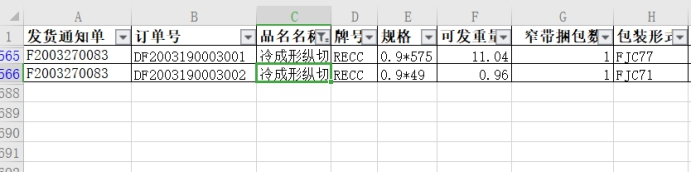 A B C D E F G H
1 发货通知单 订单号 品名名称 牌号 规格 可发重量 窄带捆包数 包装形式
565 F2003270083 DF2003190003001 冷成形纵切 RECC 0.9*575 11.04 1 FJC77
566 F2003270083 DF2003190003002 冷成形纵切 RECC 0.9*49 0.96 1 FJC71
688
689
690
691